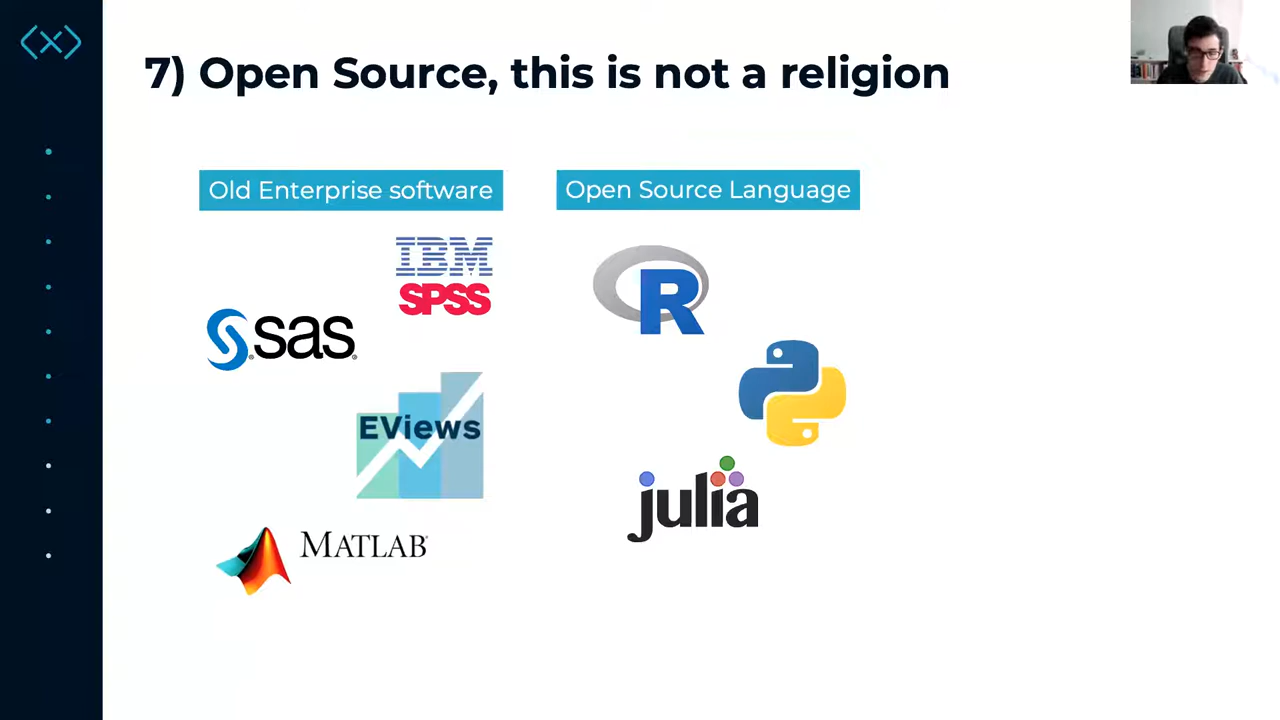 7) Open Source, this is not a religion
Old Enterprise software
Open Source Language
IBM
SPSS
sas
EViews
MATLAB
R
julia